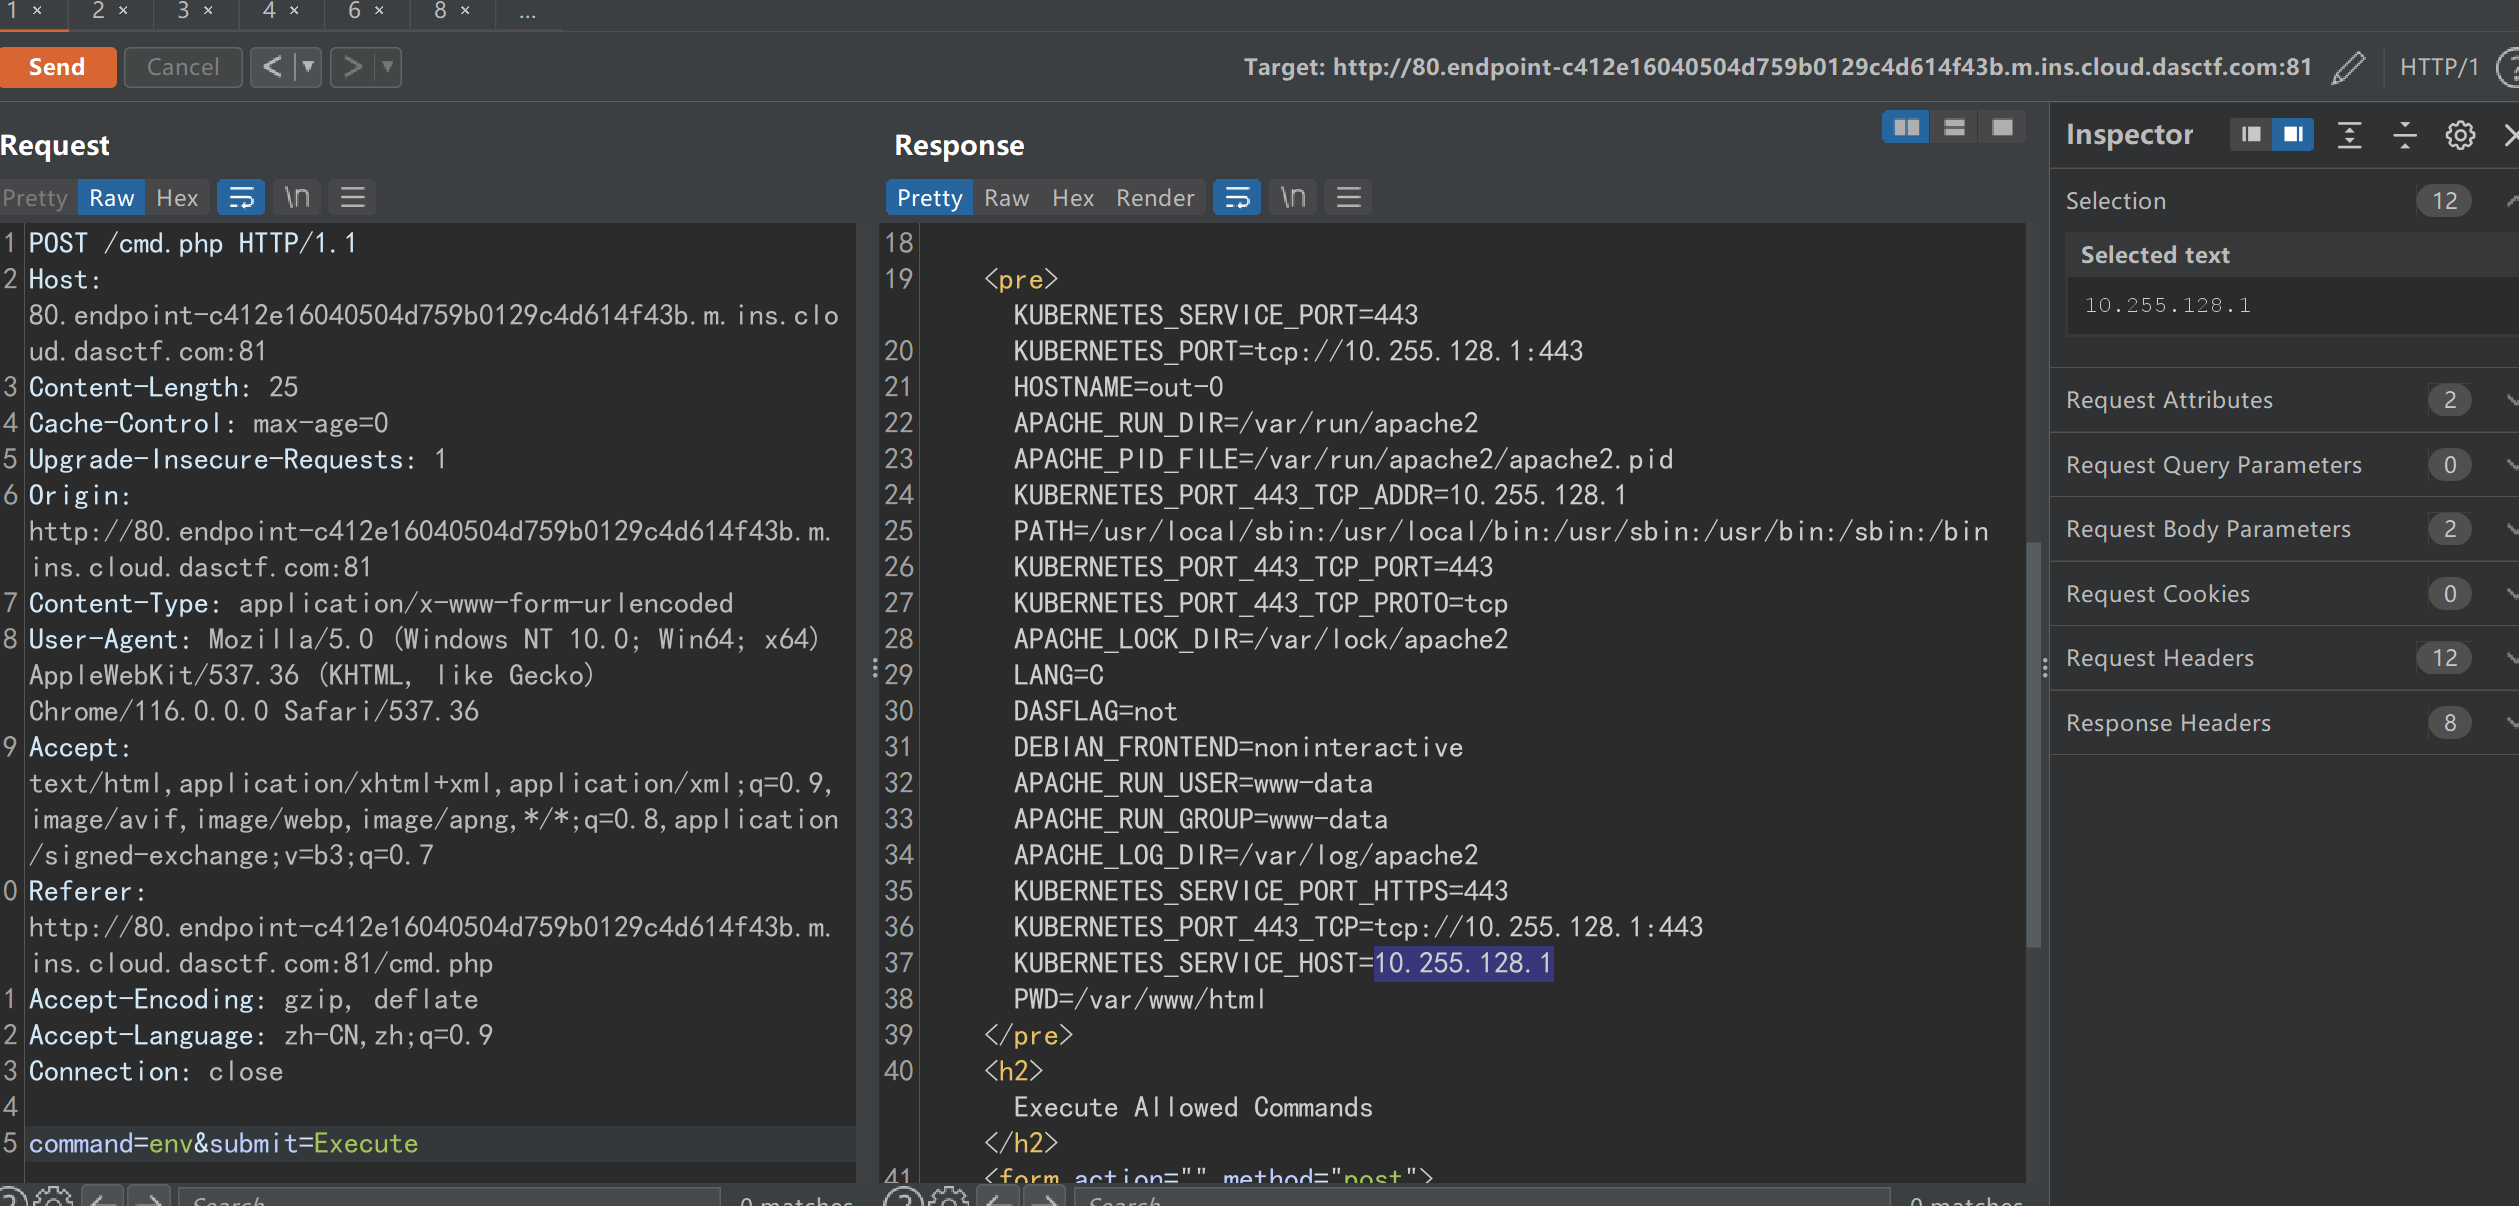 1 × 2 × 3 × 4 × 6 × 8 × ...
Send Cancel < ▼ > ▼ Target: http://80.endpoint-c412e16040504d759b0129c4d614f43b.m.ins.cloud.dasctf.com:81 HTTP/1
Request
Pretty Raw Hex \n
1 POST /cmd.php HTTP/1.1
2 Host:
80.endpoint-c412e16040504d759b0129c4d614f43b.m.ins.clo
ud.dasctf.com:81
3 Content-Length: 25
4 Cache-Control: max-age=0
5 Upgrade-Insecure-Requests: 1
6 Origin:
http://80.endpoint-c412e16040504d759b0129c4d614f43b.m.
ins.cloud.dasctf.com:81
7 Content-Type: application/x-www-form-urlencoded
8 User-Agent: Mozilla/5.0 (Windows NT 10.0; Win64; x64)
AppleWebKit/537.36 (KHTML, like Gecko)
Chrome/116.0.0.0 Safari/537.36
9 Accept:
text/html,application/xhtml+xml,application/xml;q=0.9,
image/avif,image/webp,image/apng,*/*;q=0.8,application
/signed-exchange;v=b3;q=0.7
0 Referer:
http://80.endpoint-c412e16040504d759b0129c4d614f43b.m.
ins.cloud.dasctf.com:81/cmd.php
1 Accept-Encoding: gzip, deflate
2 Accept-Language: zh-CN,zh;q=0.9
3 Connection: close
4
5 command=env&submit=Execute
Search 0 matches
Response
Pretty Raw Hex Render \n
18
19 <pre>
KUBERNETES_SERVICE_PORT=443
20 KUBERNETES_PORT=tcp://10.255.128.1:443
21 HOSTNAME=out-0
22 APACHE_RUN_DIR=/var/run/apache2
23 APACHE_PID_FILE=/var/run/apache2/apache2.pid
24 KUBERNETES_PORT_443_TCP_ADDR=10.255.128.1
25 PATH=/usr/local/sbin:/usr/local/bin:/usr/sbin:/usr/bin:/sbin:/bin
26 KUBERNETES_PORT_443_TCP_PORT=443
27 KUBERNETES_PORT_443_TCP_PROTO=tcp
28 APACHE_LOCK_DIR=/var/lock/apache2
29 LANG=C
30 DASFLAG=not
31 DEBIAN_FRONTEND=noninteractive
32 APACHE_RUN_USER=www-data
33 APACHE_RUN_GROUP=www-data
34 APACHE_LOG_DIR=/var/log/apache2
35 KUBERNETES_SERVICE_PORT_HTTPS=443
36 KUBERNETES_PORT_443_TCP=tcp://10.255.128.1:443
37 KUBERNETES_SERVICE_HOST=10.255.128.1
38 PWD=/var/www/html
39 </pre>
40 <h2>
Execute Allowed Commands
</h2>
41 <form action="" method="post">
Search 0 matches
Inspector
Selection 12
Selected text
10.255.128.1
Request Attributes 2
Request Query Parameters 0
Request Body Parameters 2
Request Cookies 0
Request Headers 12
Response Headers 8